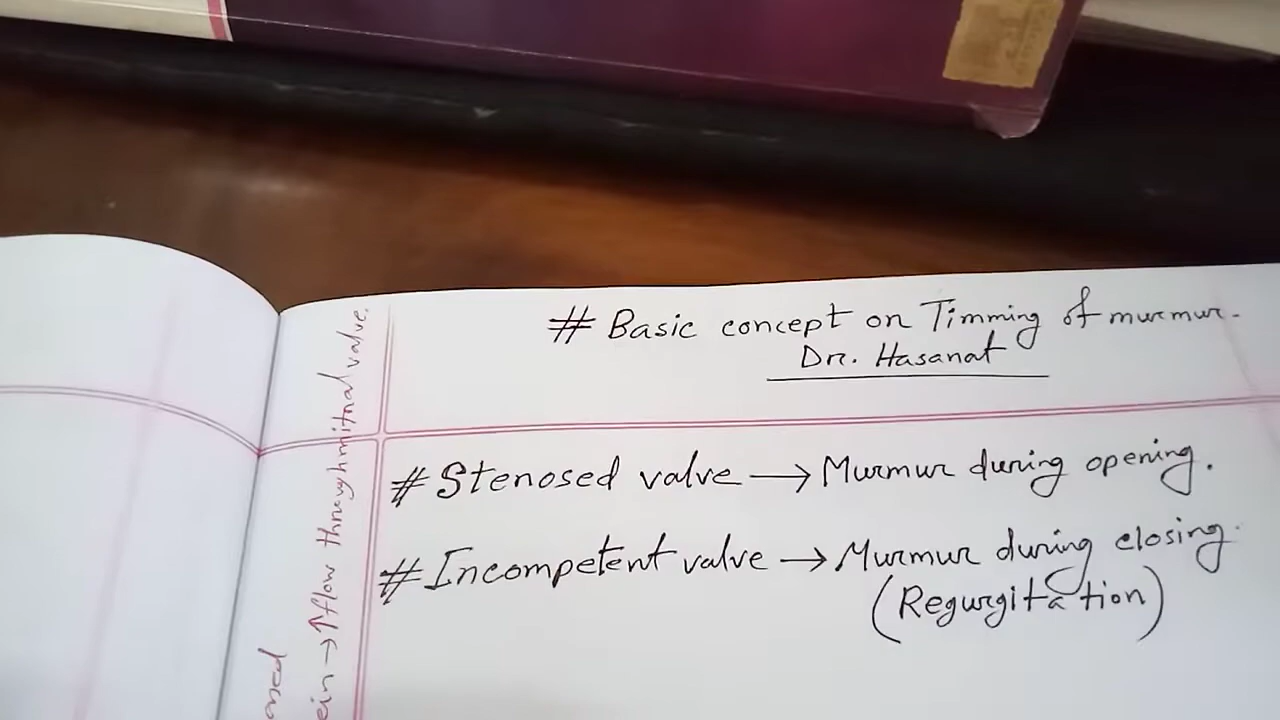 # Basic concept on Timming of murmur.
Dr. Hasanat
# Stenosed valve → Murmur during opening.
# Incompetent valve → Murmur during closing.
(Regurgitation)
→ ↑flow through mitral valve.